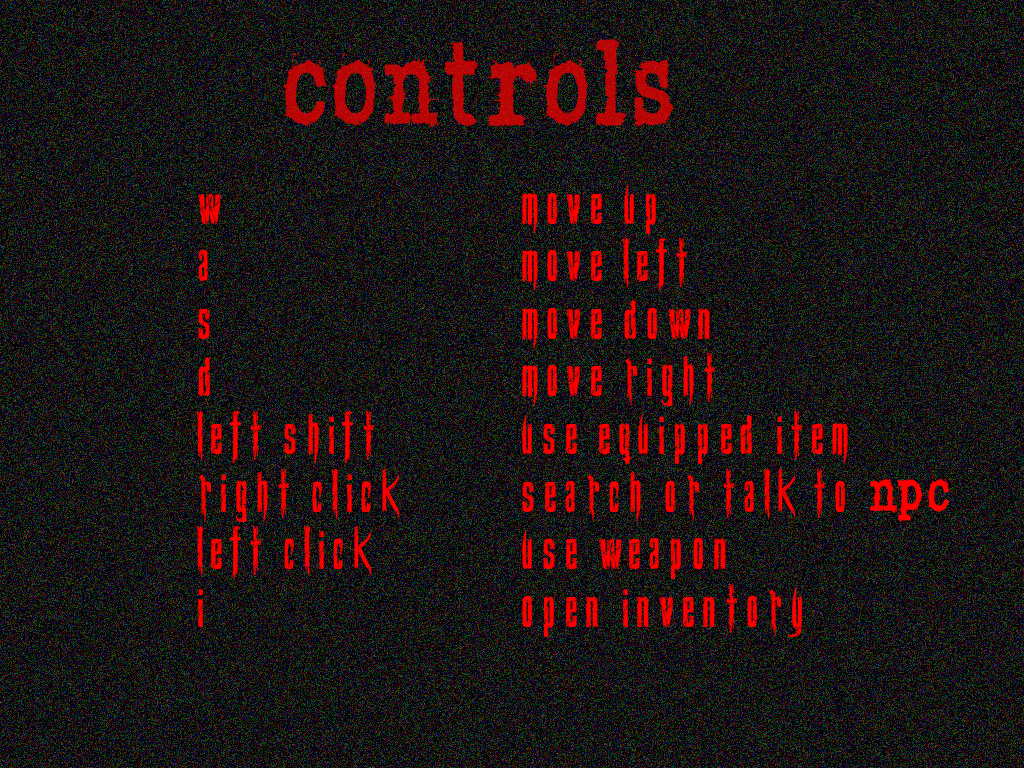 controls
w move up
a move left
s move down
d move right
left shift use equipped item
right click search or talk to npc
left click use weapon
i open inventory